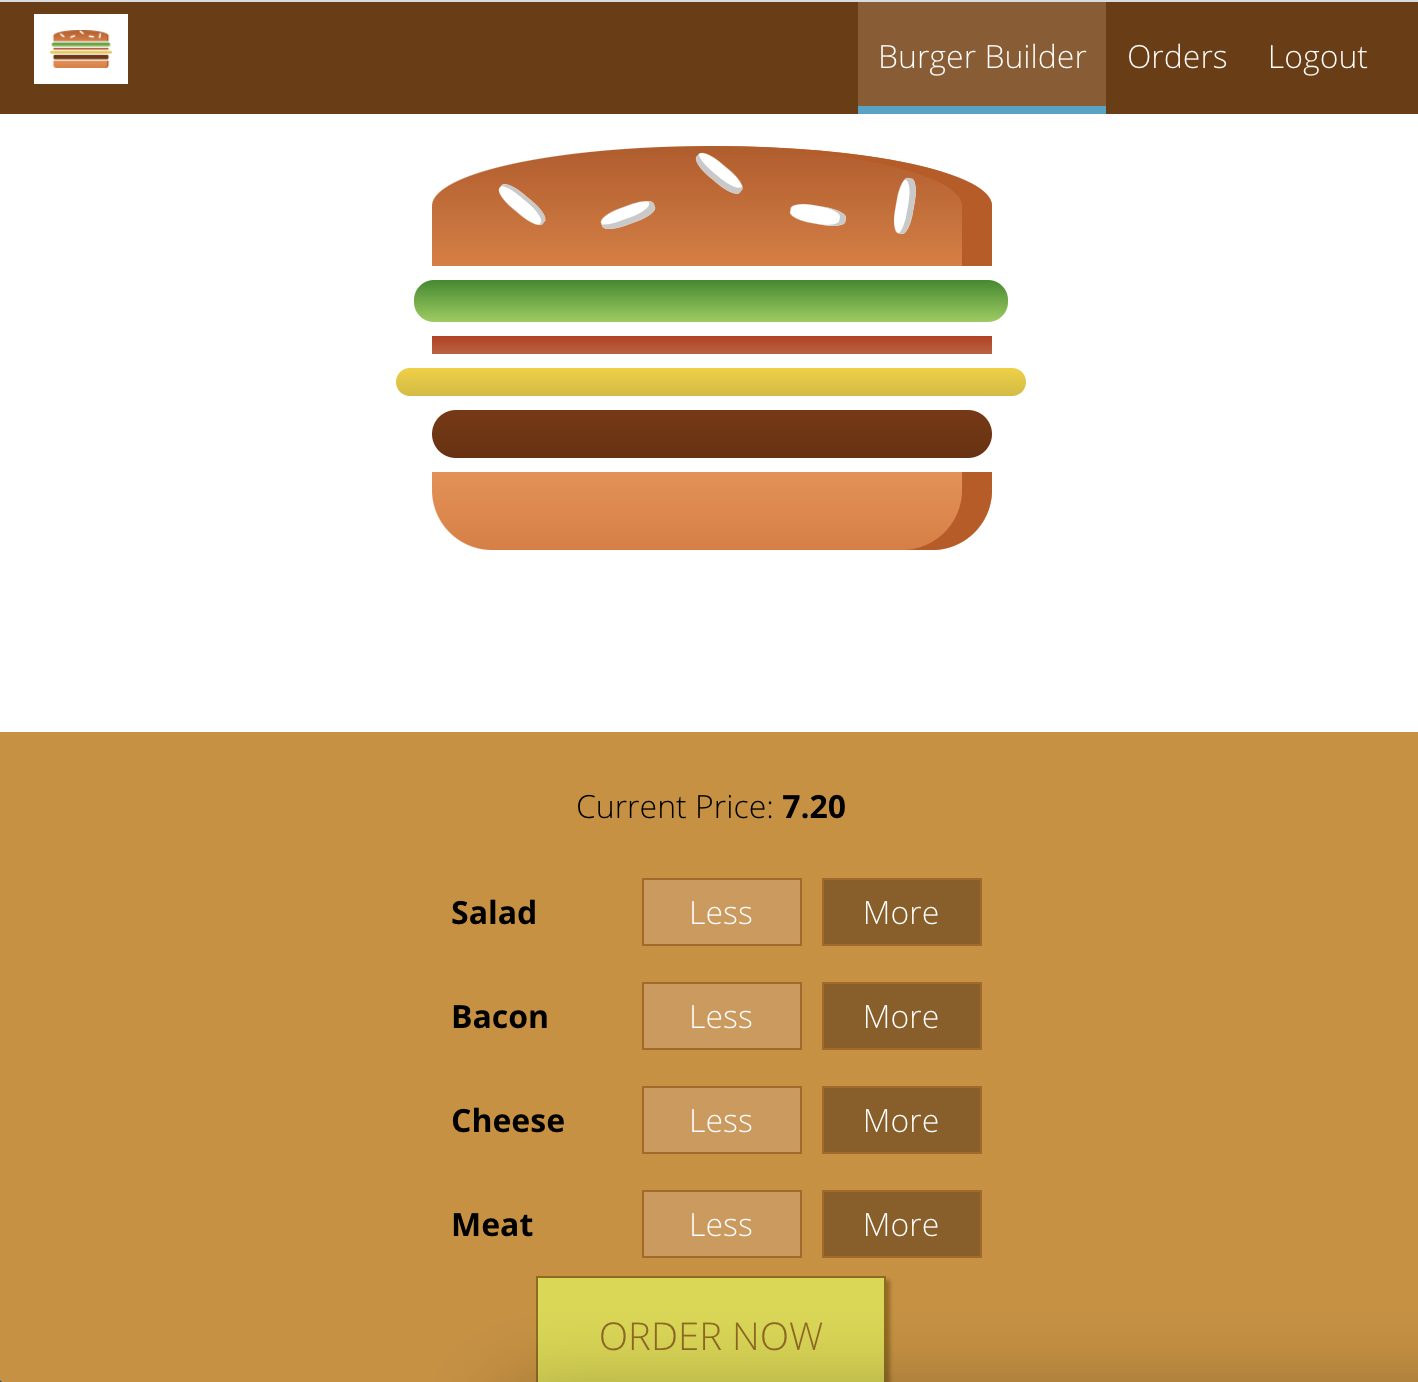 Burger Builder Orders Logout
Current Price: 7.20
Salad Less More
Bacon Less More
Cheese Less More
Meat Less More
ORDER NOW